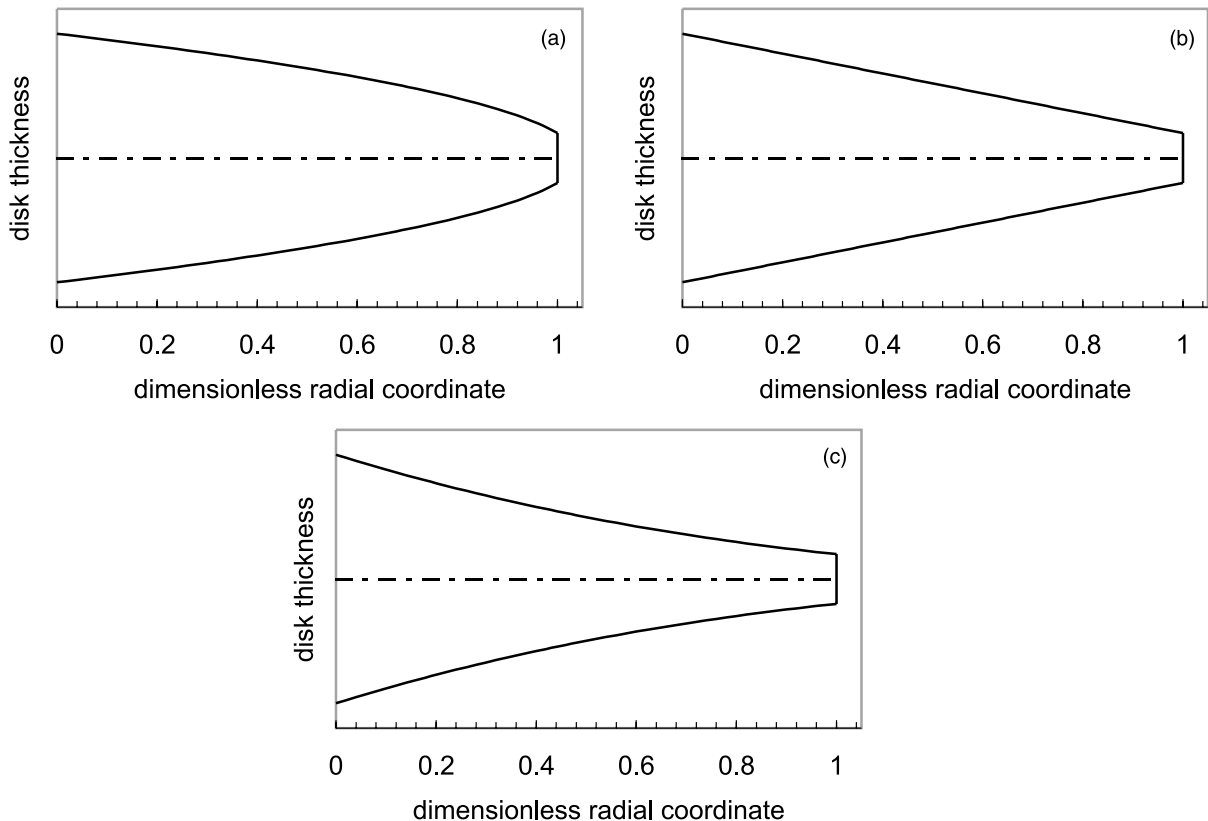 (a)
disk thickness
0 0.2 0.4 0.6 0.8 1
dimensionless radial coordinate
(b)
disk thickness
0 0.2 0.4 0.6 0.8 1
dimensionless radial coordinate
(c)
disk thickness
0 0.2 0.4 0.6 0.8 1
dimensionless radial coordinate